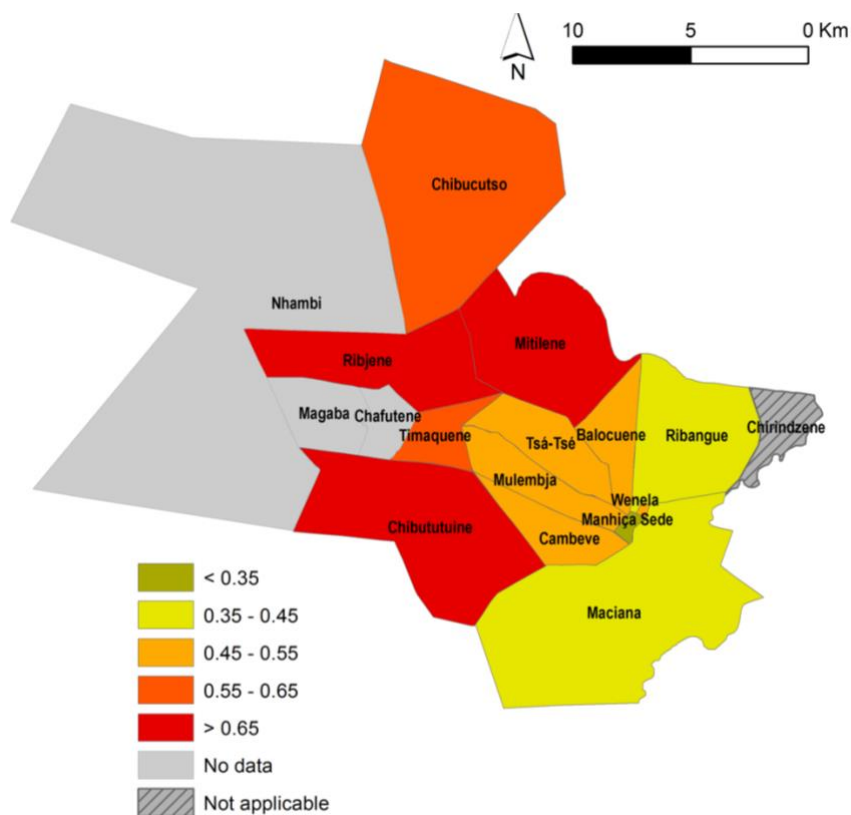 10 5 0 Km
N
Chibucutso
Nhambi
Mitilene
Ribjene
Magaba
Chafutene
Timaquene
Tsá-Tsé
Balocuene
Ribangue
Chirindzene
Mulembja
Wenela
Manhiça Sede
Chibututuine
Cambeve
Maciana
< 0.35
0.35 - 0.45
0.45 - 0.55
0.55 - 0.65
> 0.65
No data
Not applicable